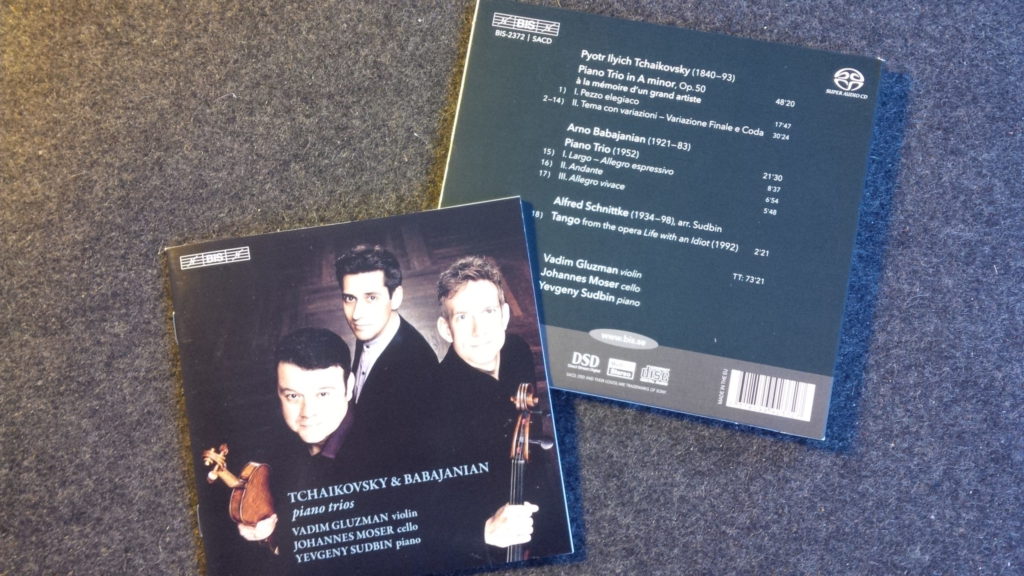 BIS
BIS-2372 | SACD
Pyotr Ilyich Tchaikovsky (1840–93)
Piano Trio in A minor, Op. 50 48'20
à la mémoire d'un grand artiste
1) I. Pezzo elegiaco 17'47
2–14) II. Tema con variazioni – Variazione Finale e Coda 30'24
Arno Babajanian (1921–83)
Piano Trio (1952) 21'30
15) I. Largo – Allegro espressivo 8'37
16) II. Andante 6'54
17) III. Allegro vivace 5'48
Alfred Schnittke (1934–98), arr. Sudbin
18) Tango from the opera Life with an Idiot (1992) 2'21
TT: 73'21
Vadim Gluzman violin
Johannes Moser cello
Yevgeny Sudbin piano
SUPER AUDIO CD
www.bis.se
DSD
Stereo
disc
MADE IN THE EU
BIS
TCHAIKOVSKY & BABAJANIAN
piano trios
VADIM GLUZMAN violin
JOHANNES MOSER cello
YEVGENY SUDBIN piano